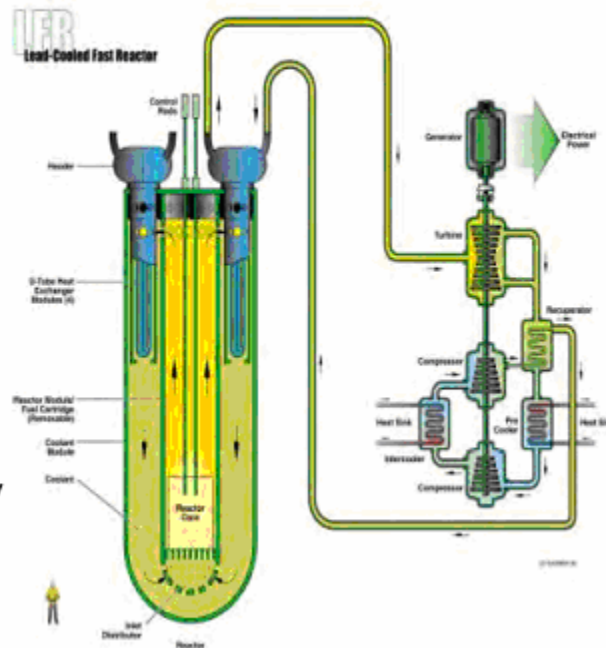 LFR
Lead-Cooled Fast Reactor
Control
Rods
Generator
Electrical
Power
Header
Turbine
U-Tube Heat
Exchanger
Modules (4)
Recuperator
Compressor
Reactor Module/
Fuel Cartridge
(Removable)
Heat Sink
Pre
Cooler
Heat Si
Coolant
Module
Intercooler
Compressor
Coolant
Reactor
Core
Inlet
Distributor
Reactor